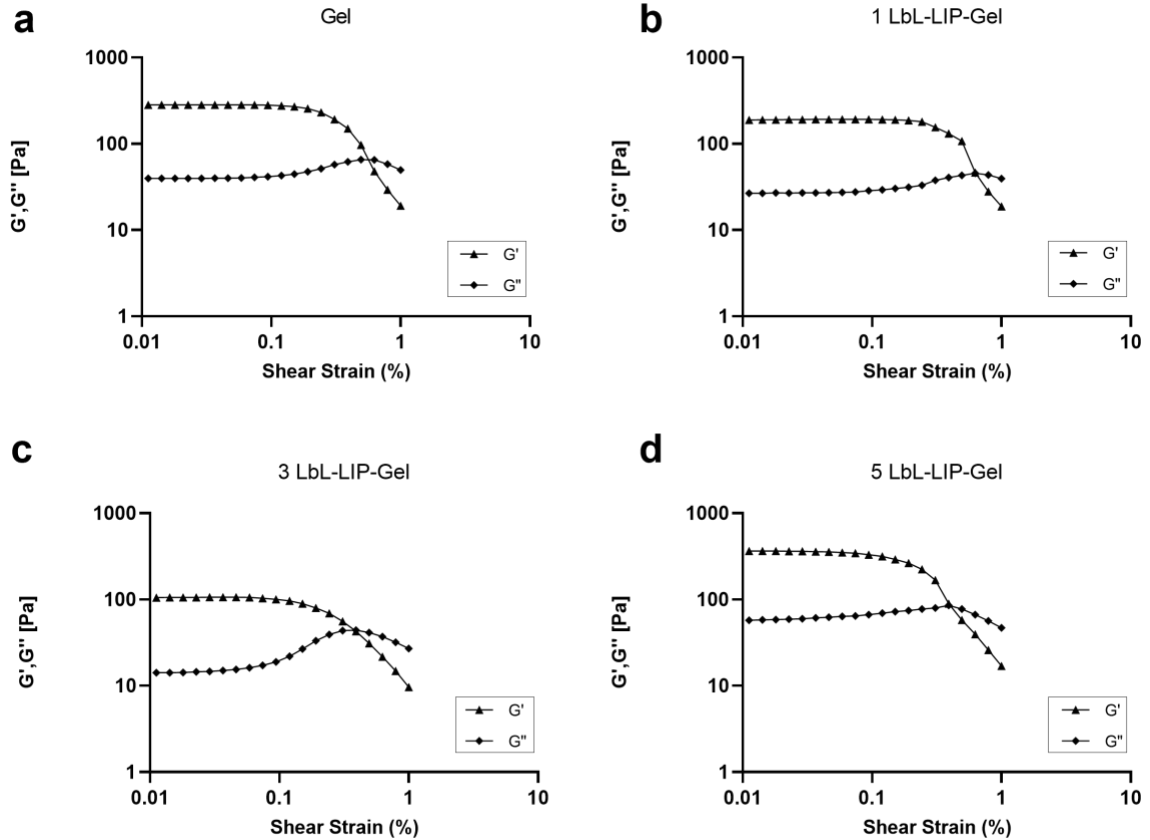 a
Gel
1000
100
10
1
G',G'' [Pa]
0.01
0.1
1
10
Shear Strain (%)
G'
G''
b
1 LbL-LIP-Gel
1000
100
10
1
G',G'' [Pa]
0.01
0.1
1
10
Shear Strain (%)
G'
G''
c
3 LbL-LIP-Gel
1000
100
10
1
G',G'' [Pa]
0.01
0.1
1
10
Shear Strain (%)
G'
G''
d
5 LbL-LIP-Gel
1000
100
10
1
G',G'' [Pa]
0.01
0.1
1
10
Shear Strain (%)
G'
G''